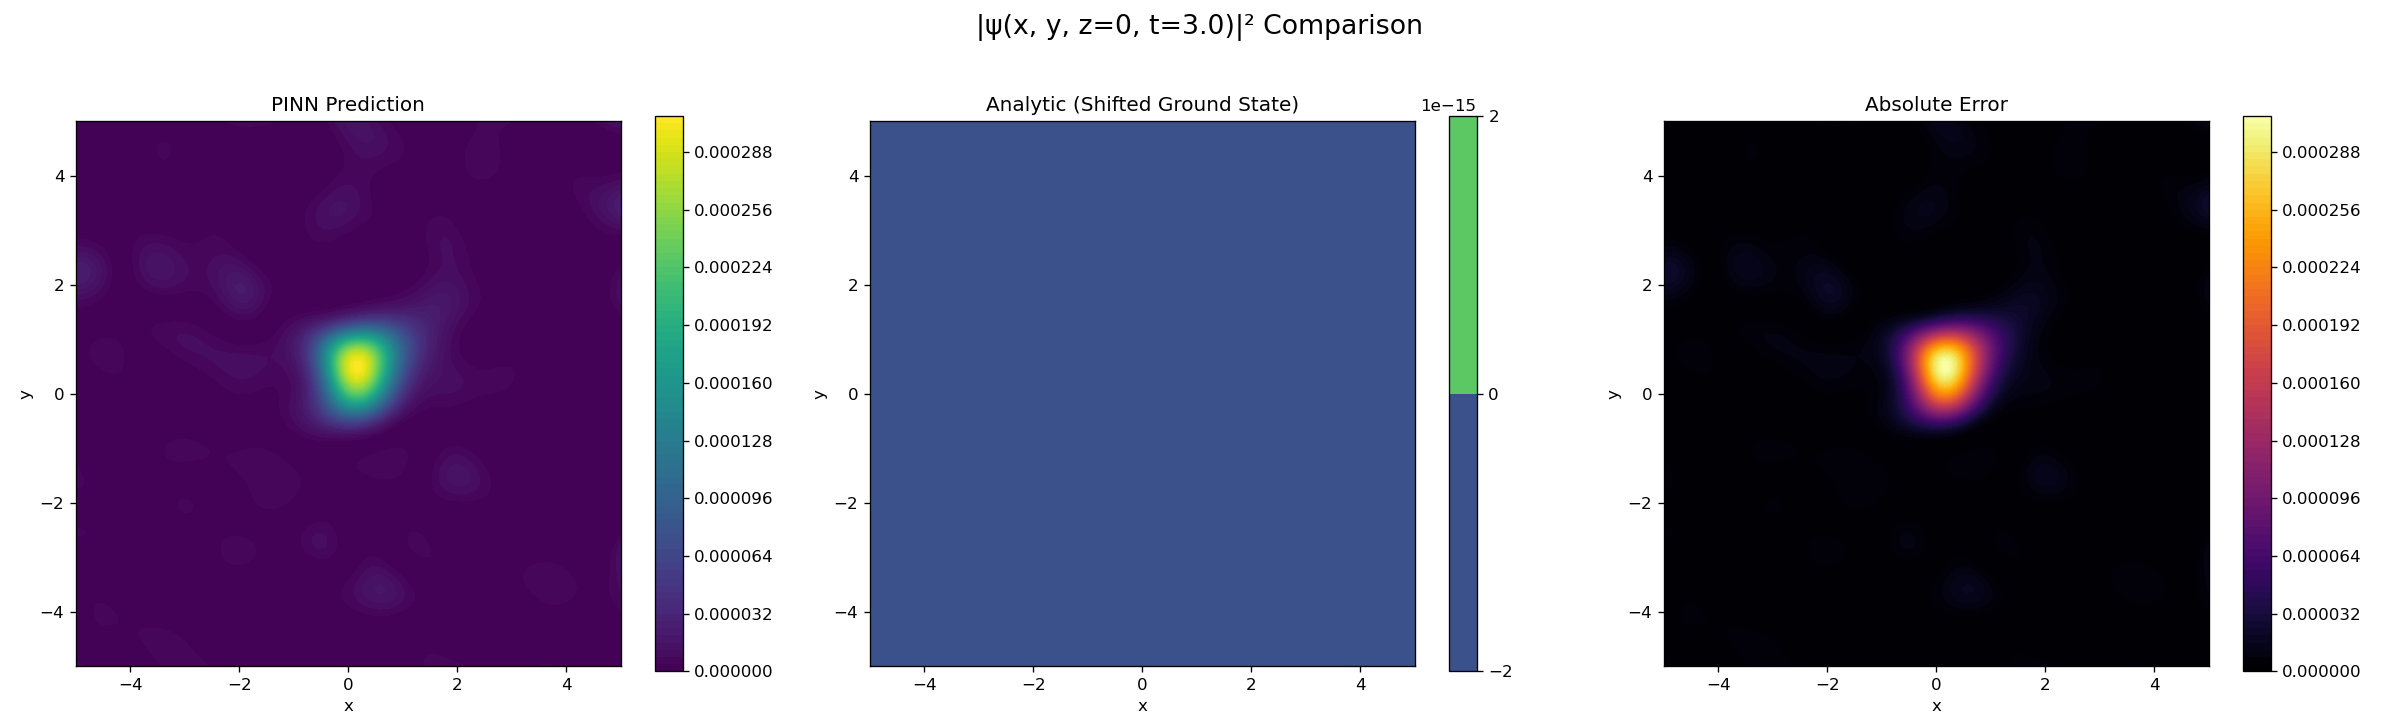 |ψ(x, y, z=0, t=3.0)|² Comparison
PINN Prediction
4
2
0
−2
−4
y
−4 −2 0 2 4
x
0.000288
0.000256
0.000224
0.000192
0.000160
0.000128
0.000096
0.000064
0.000032
0.000000
Analytic (Shifted Ground State)
4
2
0
−2
−4
y
−4 −2 0 2 4
x
1e−15
2
0
−2
Absolute Error
4
2
0
−2
−4
y
−4 −2 0 2 4
x
0.000288
0.000256
0.000224
0.000192
0.000160
0.000128
0.000096
0.000064
0.000032
0.000000